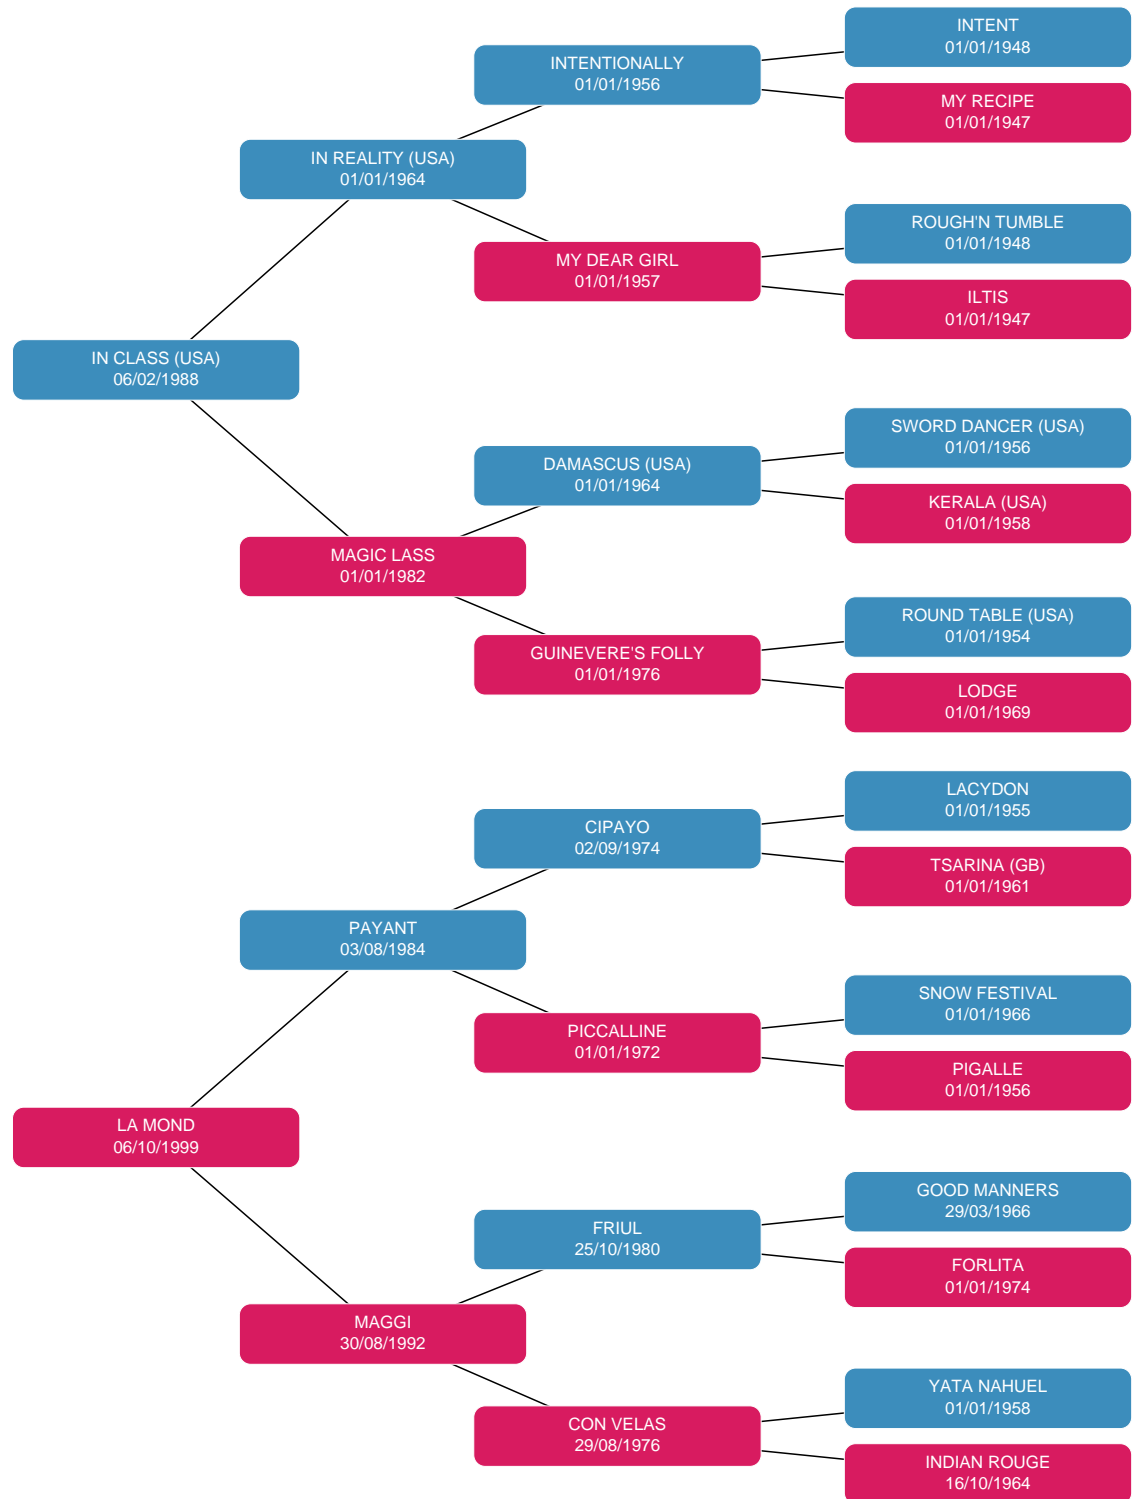 INTENT
01/01/1948
INTENTIONALLY
01/01/1956
MY RECIPE
01/01/1947
IN REALITY (USA)
01/01/1964
ROUGH'N TUMBLE
01/01/1948
MY DEAR GIRL
01/01/1957
ILTIS
01/01/1947
IN CLASS (USA)
06/02/1988
SWORD DANCER (USA)
01/01/1956
DAMASCUS (USA)
01/01/1964
KERALA (USA)
01/01/1958
MAGIC LASS
01/01/1982
ROUND TABLE (USA)
01/01/1954
GUINEVERE'S FOLLY
01/01/1976
LODGE
01/01/1969
LACYDON
01/01/1955
CIPAYO
02/09/1974
TSARINA (GB)
01/01/1961
PAYANT
03/08/1984
SNOW FESTIVAL
01/01/1966
PICCALLINE
01/01/1972
PIGALLE
01/01/1956
LA MOND
06/10/1999
GOOD MANNERS
29/03/1966
FRIUL
25/10/1980
FORLITA
01/01/1974
MAGGI
30/08/1992
YATA NAHUEL
01/01/1958
CON VELAS
29/08/1976
INDIAN ROUGE
16/10/1964